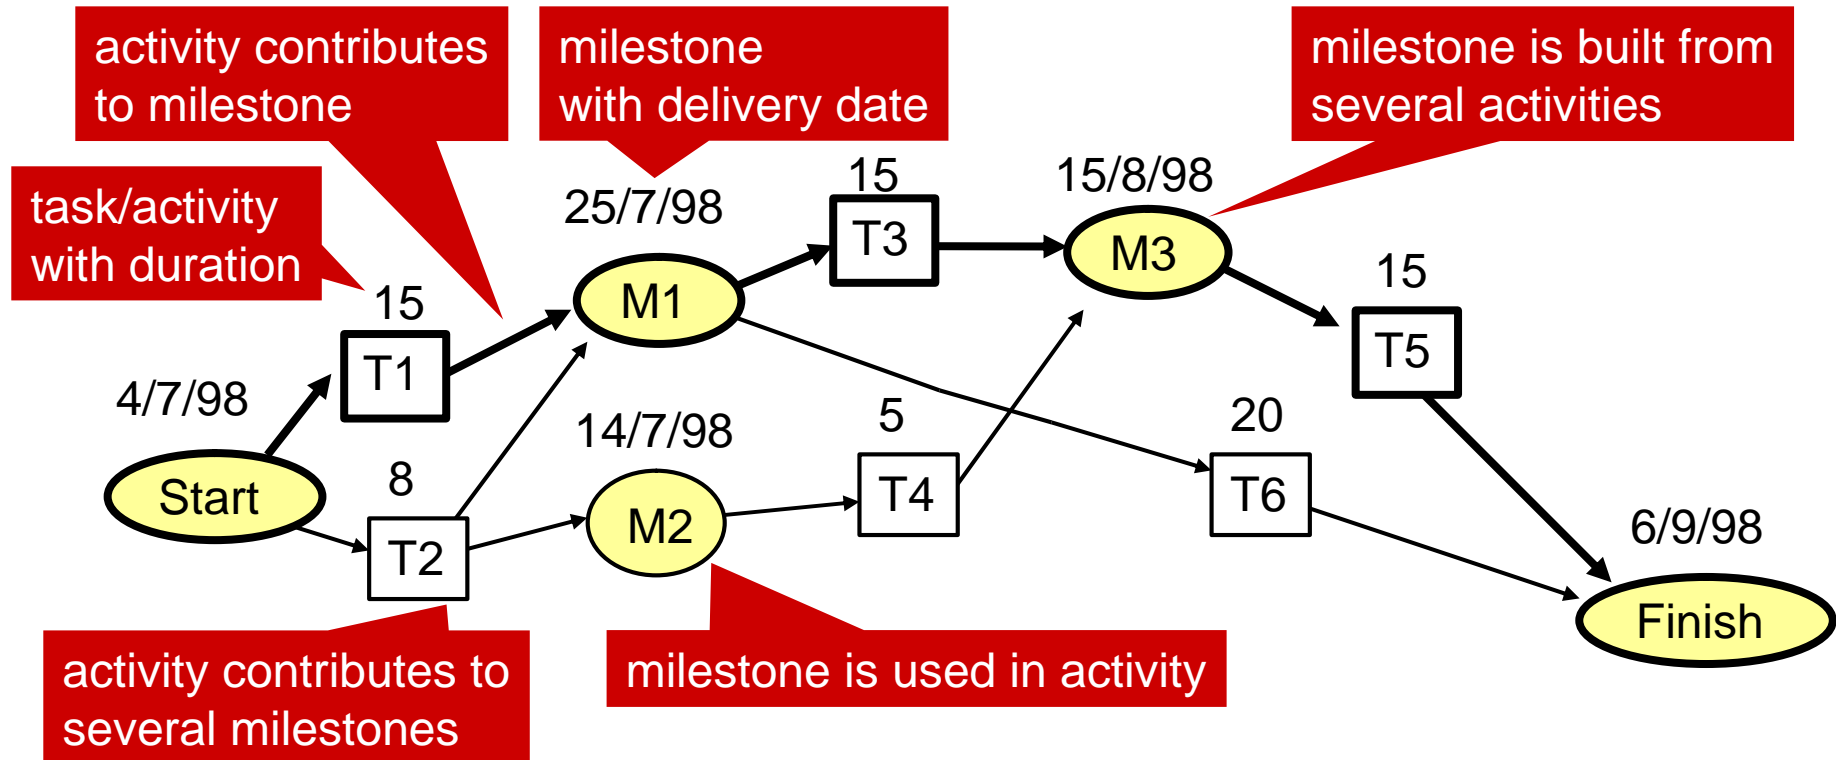 activity contributes
to milestone
milestone
with delivery date
milestone is built from
several activities
task/activity
with duration
15
15/8/98
25/7/98
T3
M3
15
M1
15
T1
T5
4/7/98
14/7/98
5
20
8
Start
T4
T6
M2
6/9/98
T2
Finish
activity contributes to
several milestones
milestone is used in activity